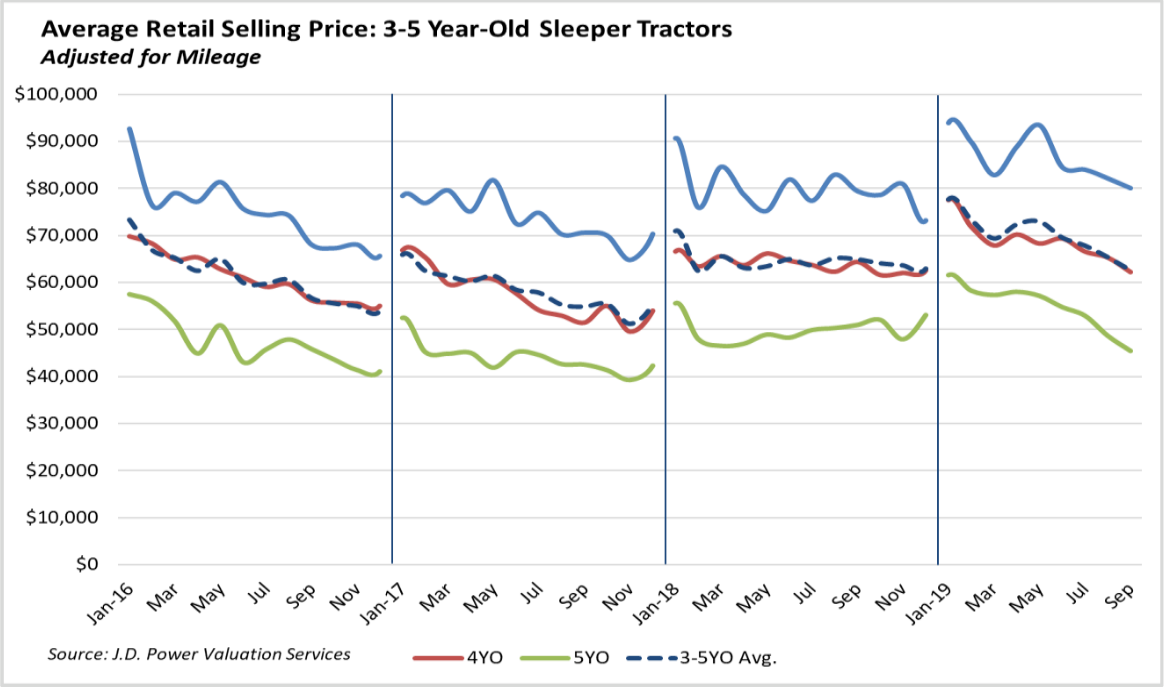 Average Retail Selling Price: 3-5 Year-Old Sleeper Tractors
Adjusted for Mileage
$100,000
$90,000
$80,000
$70,000
$60,000
$50,000
$40,000
$30,000
$20,000
$10,000
$0
Jan-16 Mar May Jul Sep Nov Jan-17 Mar May Jul Sep Nov Jan-18 Mar May Jul Sep Nov Jan-19 Mar May Jul Sep
Source: J.D. Power Valuation Services 4YO 5YO 3-5YO Avg.